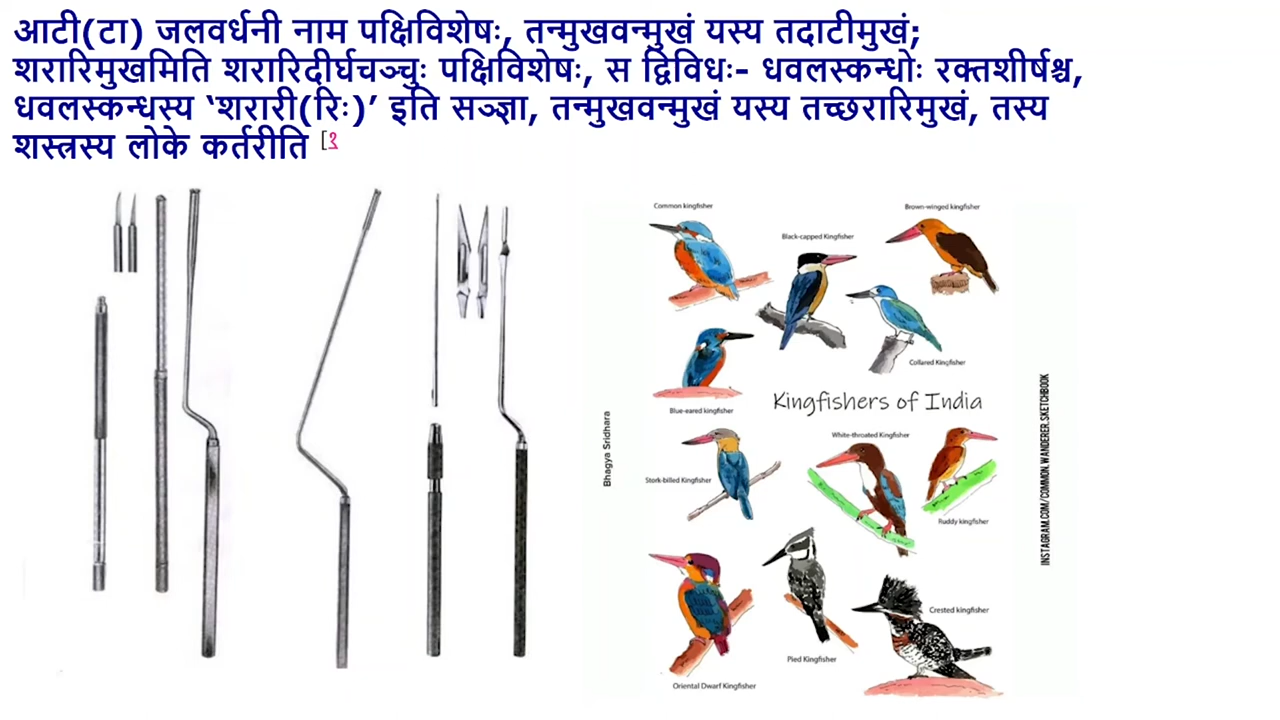 आटी(टा) जलवर्धनी नाम पक्षिविशेषः, तन्मुखवन्मुखं यस्य तदाटीमुखं;
शरारिमुखमिति शरारिदीर्घचञ्चुः पक्षिविशेषः, स द्विविधः- धवलस्कन्धोः रक्तशीर्षश्च,
धवलस्कन्धस्य 'शरारी(रिः)' इति सञ्ज्ञा, तन्मुखवन्मुखं यस्य तच्छरारिमुखं, तस्य
शस्त्रस्य लोके कर्तरीति [१
Common kingfisher
Brown-winged kingfisher
Black-capped Kingfisher
Collared Kingfisher
Blue-eared kingfisher
Kingfishers of India
White-throated Kingfisher
Stork-billed Kingfisher
Ruddy kingfisher
Bhagya Sridhara
INSTAGRAM.COM/COMMON.WANDERER.SKETCHBOOK
Crested kingfisher
Pied Kingfisher
Oriental Dwarf Kingfisher